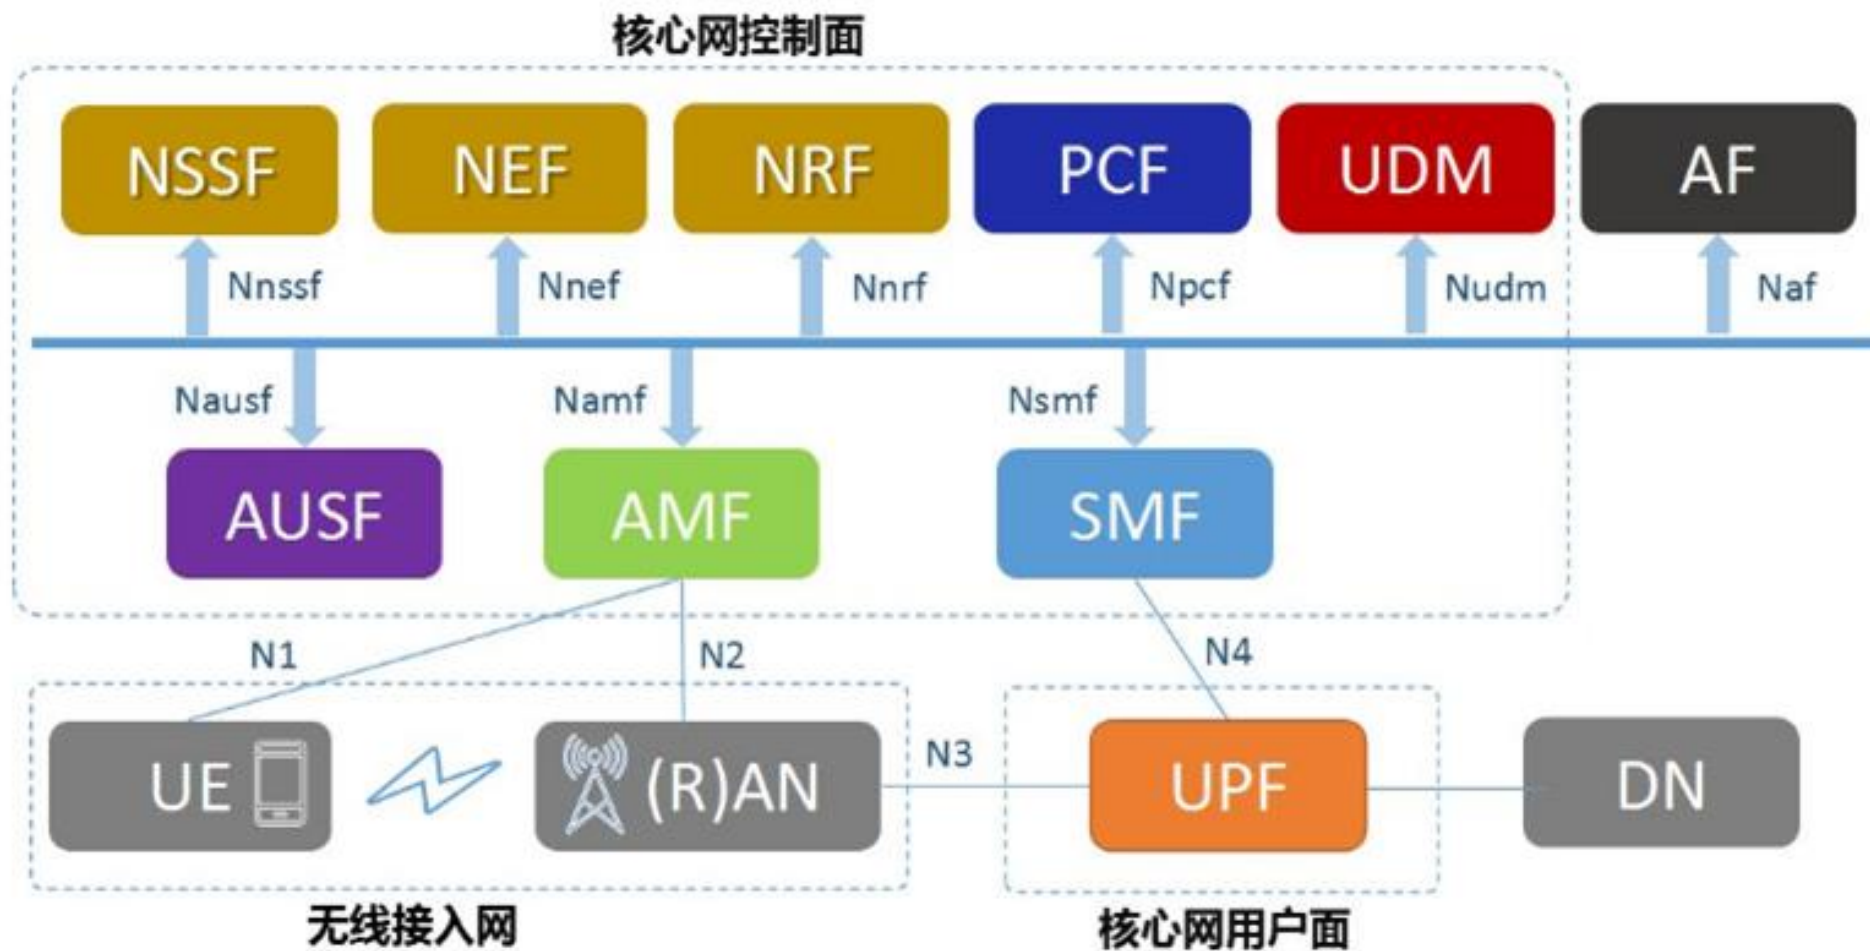 核心网控制面
NSSF NEF NRF PCF UDM AF
Nnssf Nnef Nnrf Npcf Nudm Naf
Nausf Namf Nsmf
AUSF AMF SMF
N1 N2 N4
UE (R)AN N3 UPF DN
无线接入网 核心网用户面